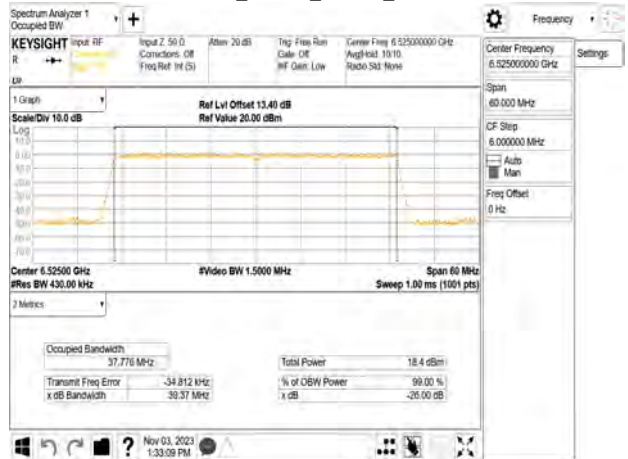 Spectrum Analyzer 1
Occupied BW
Frequency
KEYSIGHT Input: RF
R
Input Z: 50 Ω
Corrections: Off
Freq Ref: Int (S)
Atten: 20 dB
Trig: Free Run
Gate: Off
#IF Gain: Low
Center Freq: 6.525000000 GHz
Avg|Hold: 10/10
Radio Std: None
Center Frequency
6.525000000 GHz
Settings
Span
60.000 MHz
CF Step
6.000000 MHz
Auto
Man
Freq Offset
0 Hz
1 Graph
Scale/Div 10.0 dB
Ref Lvl Offset 13.40 dB
Ref Value 20.00 dBm
Log
Center 6.52500 GHz
#Res BW 430.00 kHz
#Video BW 1.5000 MHz
Span 60 MHz
Sweep 1.00 ms (1001 pts)
2 Metrics
Occupied Bandwidth
37.776 MHz
Total Power 18.4 dBm
Transmit Freq Error -34.812 kHz
% of OBW Power 99.00 %
x dB Bandwidth 39.37 MHz
x dB -26.00 dB
Nov 03, 2023
1:33:09 PM